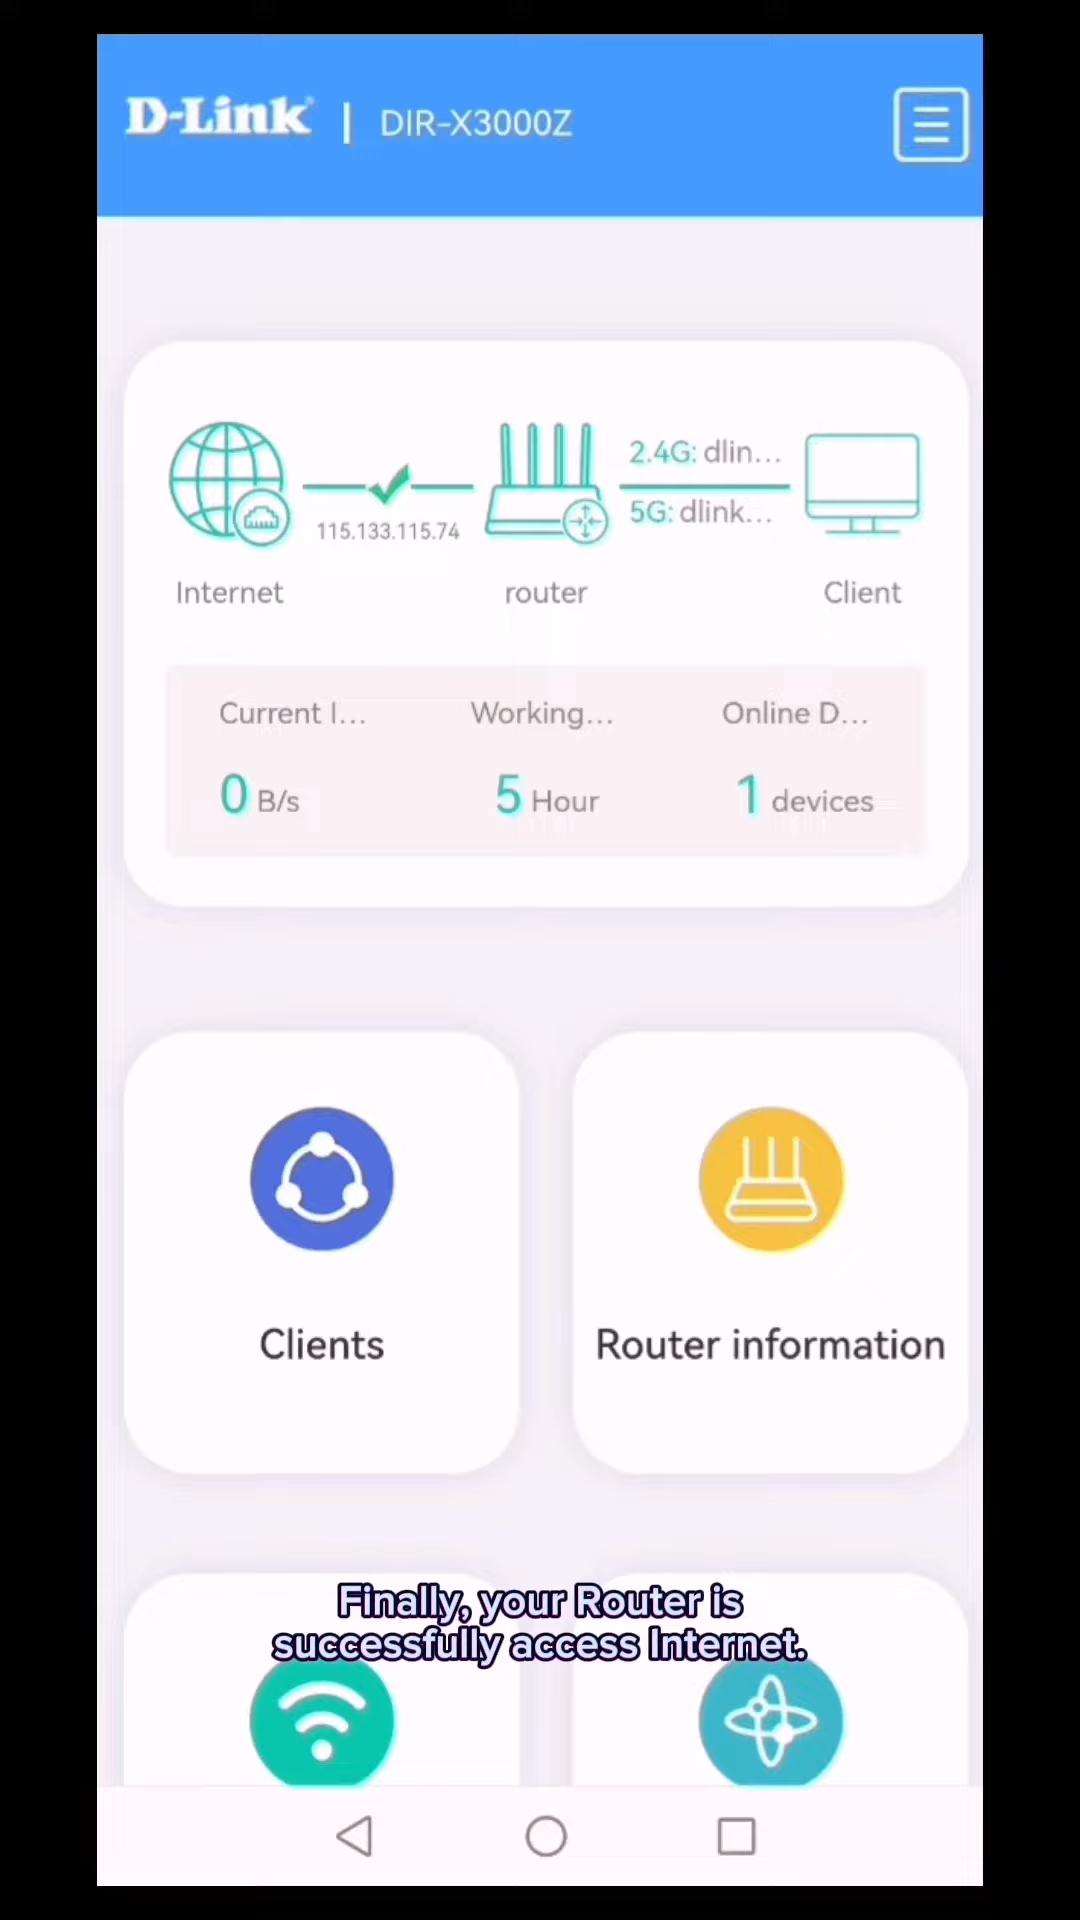 D-Link | DIR-X3000Z
2.4G: dlin...
5G: dlink...
115.133.115.74
Internet
router
Client
Current I...
Working...
Online D...
0 B/s
5 Hour
1 devices
Clients
Router information
Finally, your Router is
successfully access Internet.